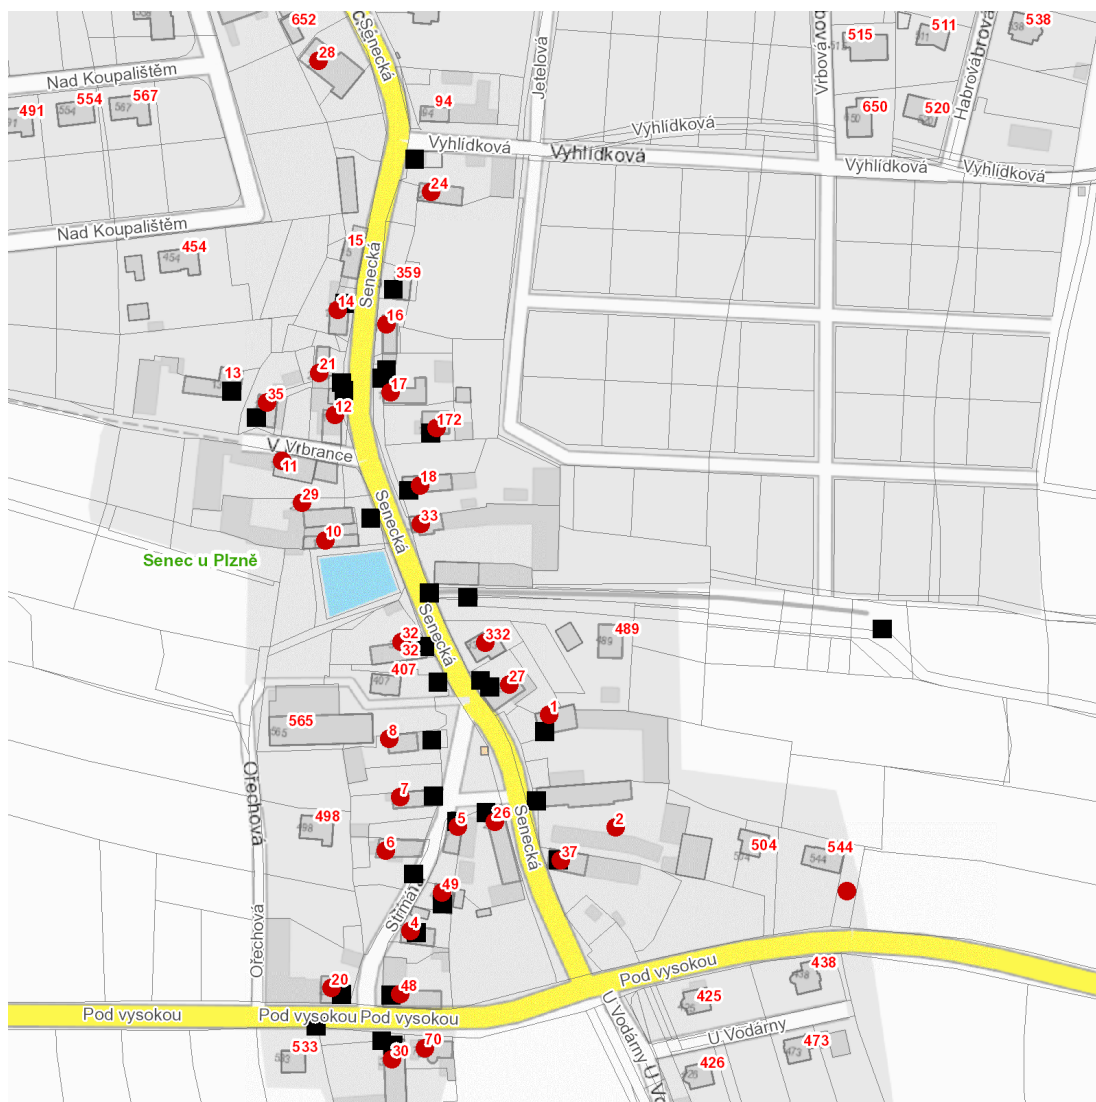 652
Senecká
515
511
538
28
Nad Koupalištěm
Jetelová
Vrbová
Habrovábrová
491
554
567
94
650
520
Vyhlídková
Vyhlídková
Vyhlídková
Vyhlídková
Vyhlídková
24
Nad Koupalištěm
454
15
Senecká
359
14
16
13
21
35
17
12
172
V Vrbrance
11
18
29
Senecká
33
10
Senec u Plzně
32
32
Senecká
332
489
407
27
565
1
8
Ořechová
7
498
5
26
2
Senecká
6
37
504
544
49
4
Ořechová
Pod vysokou
438
20
48
425
Pod vysokou
Pod vysokou
Pod vysokou
U Vodárny
U Vodárny
533
30
70
473
426